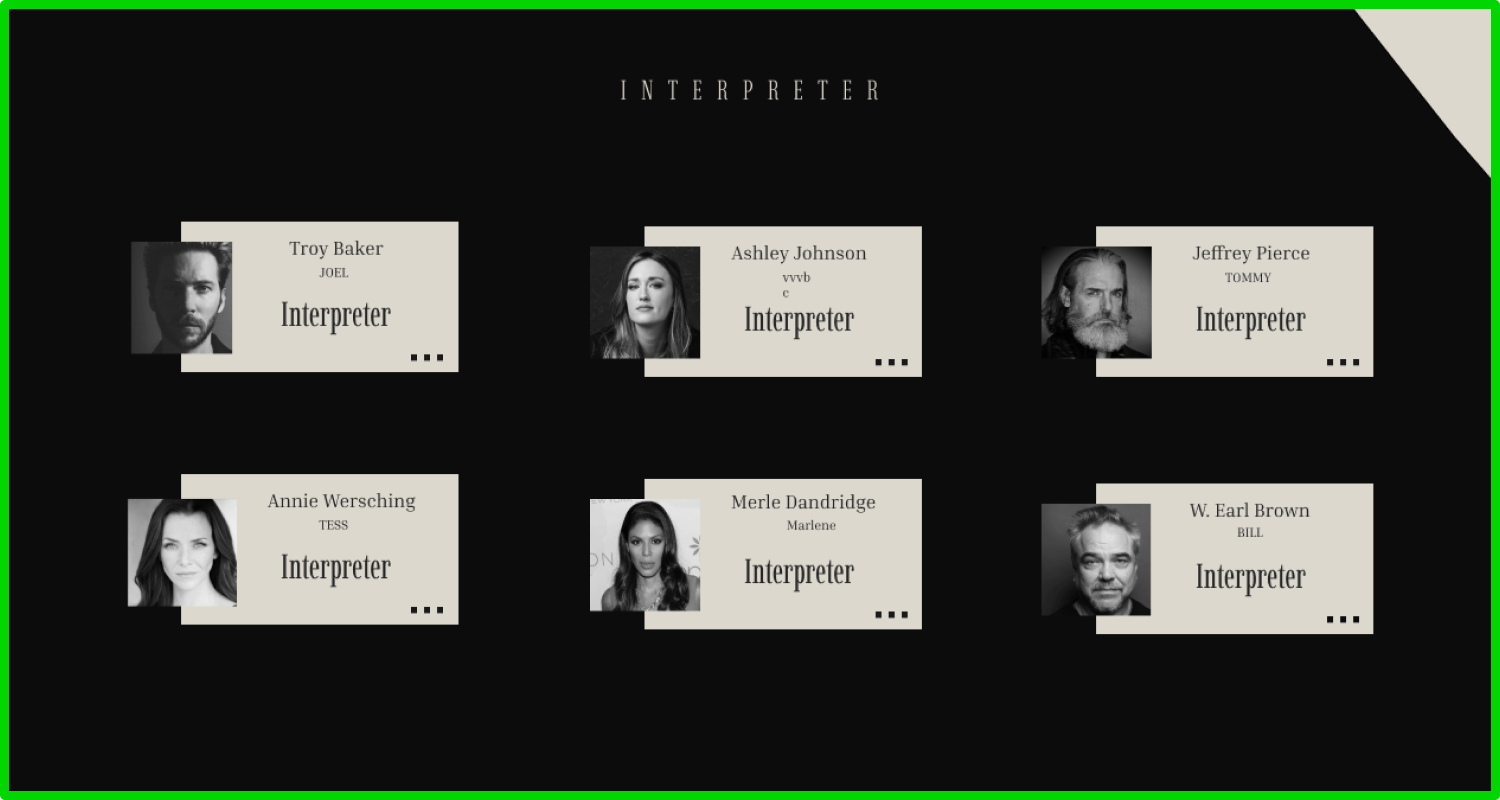 INTERPRETER
Troy Baker
JOEL
Interpreter
Ashley Johnson
vvvb
c
Interpreter
Jeffrey Pierce
TOMMY
Interpreter
Annie Wersching
TESS
Interpreter
Merle Dandridge
Marlene
Interpreter
W. Earl Brown
BILL
Interpreter